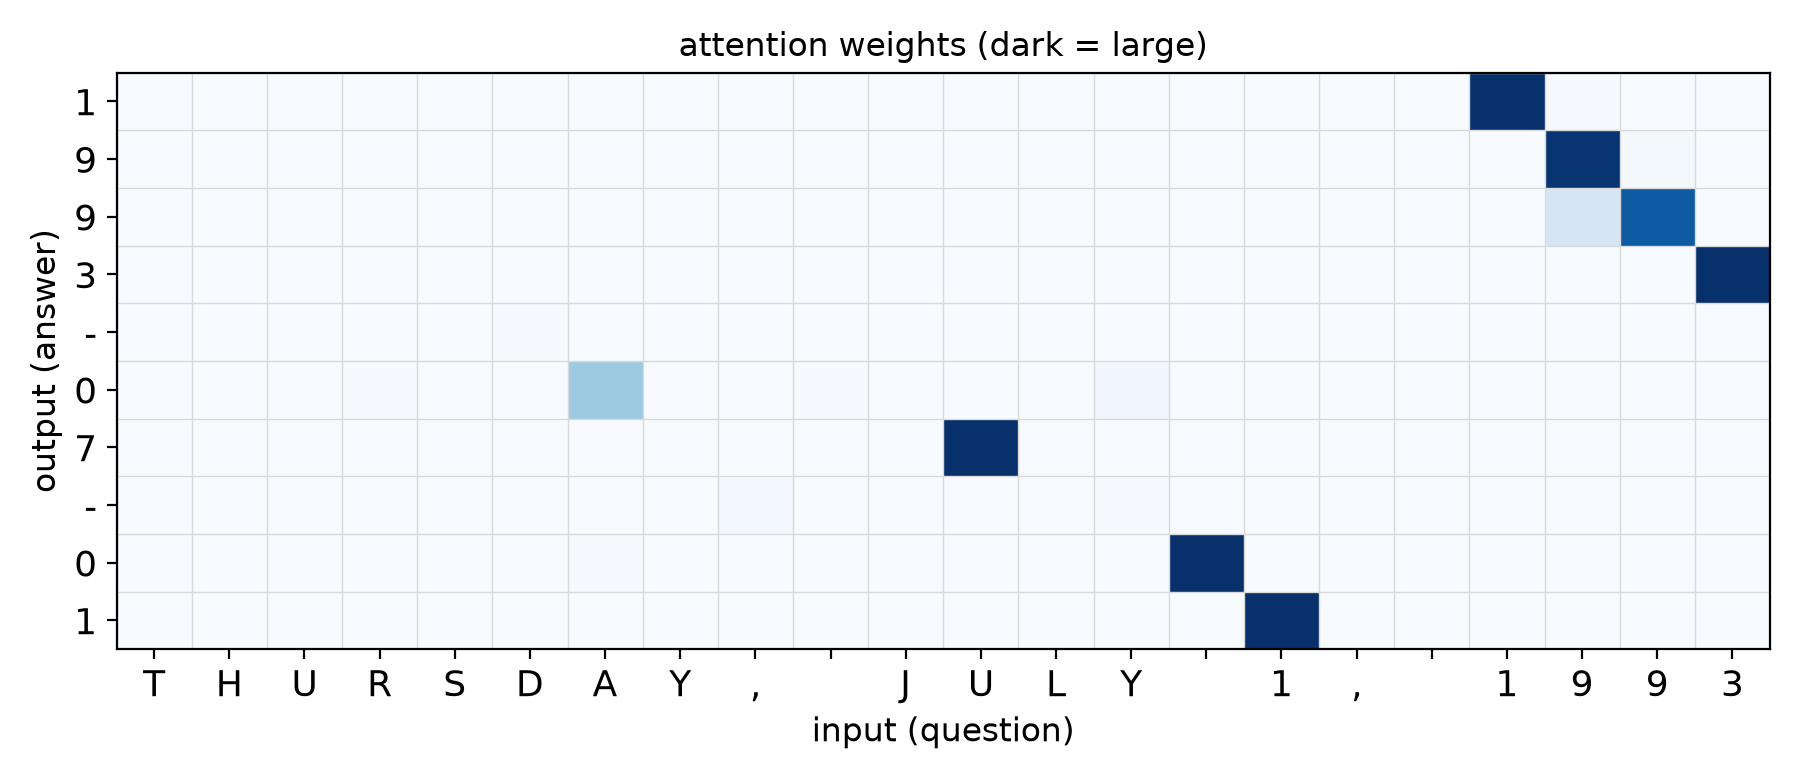 attention weights (dark = large)
output (answer)
1
9
9
3
-
0
7
-
0
1
T H U R S D A Y , J U L Y 1 , 1 9 9 3
input (question)